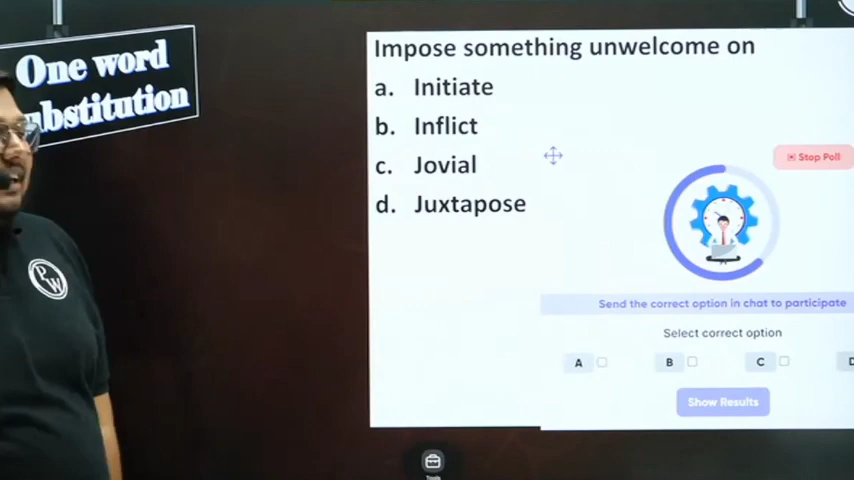 One word
ubstitution
PW
Impose something unwelcome on
a. Initiate
b. Inflict
c. Jovial
d. Juxtapose
Stop Poll
Send the correct option in chat to participate
Select correct option
A
B
C
D
Show Results
Tools